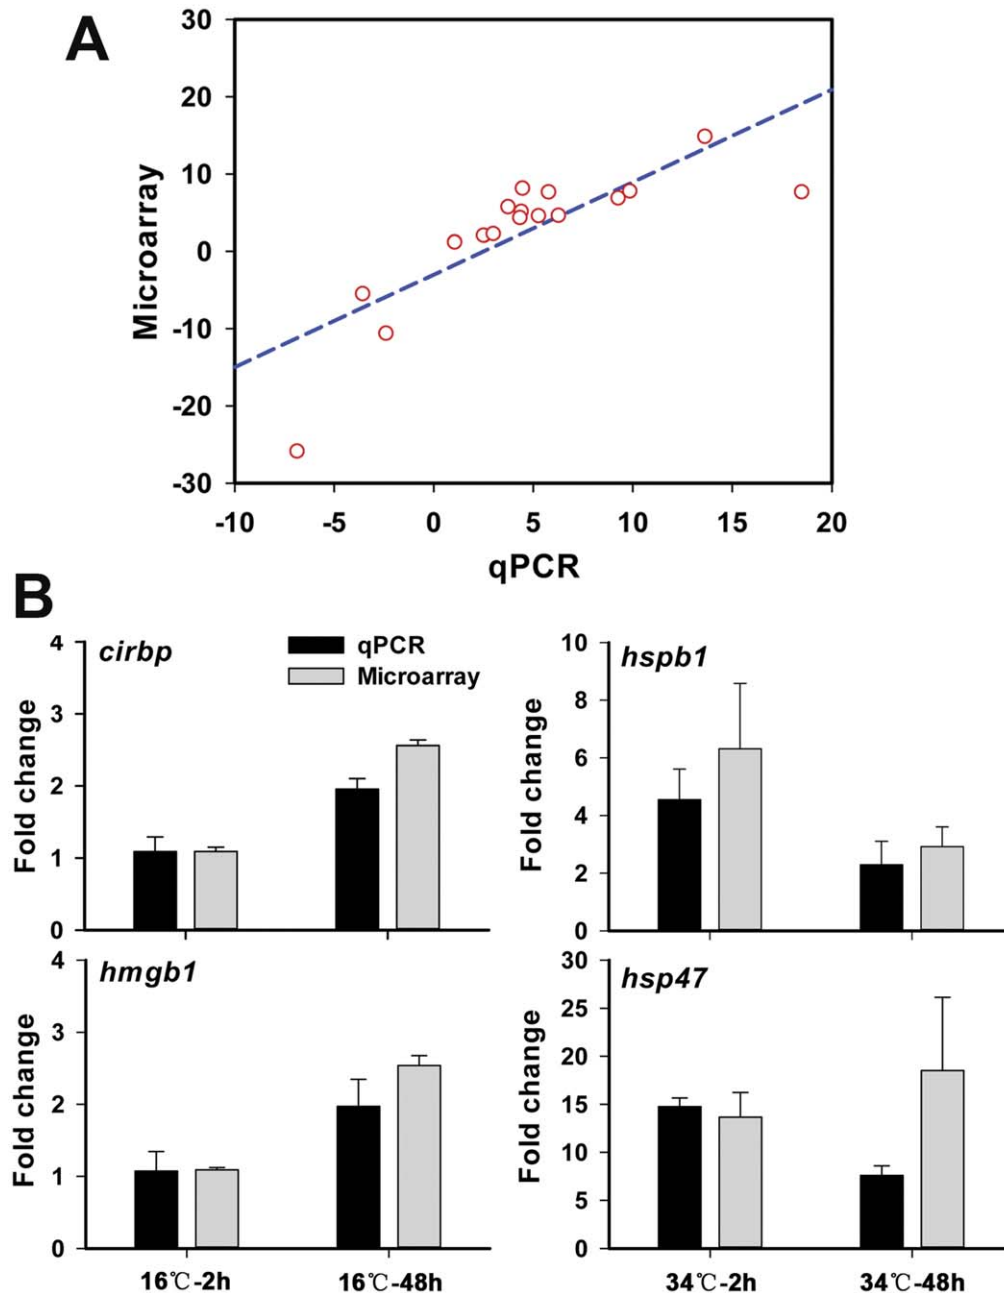 A
30
20
10
0
-10
-20
-30
Microarray
-10 -5 0 5 10 15 20
qPCR
B
cirbp
qPCR
Microarray
4
3
2
1
0
Fold change
hspb1
10
8
6
4
2
0
Fold change
hmgb1
4
3
2
1
0
Fold change
16℃-2h 16℃-48h
hsp47
30
25
20
15
10
5
0
Fold change
34℃-2h 34℃-48h